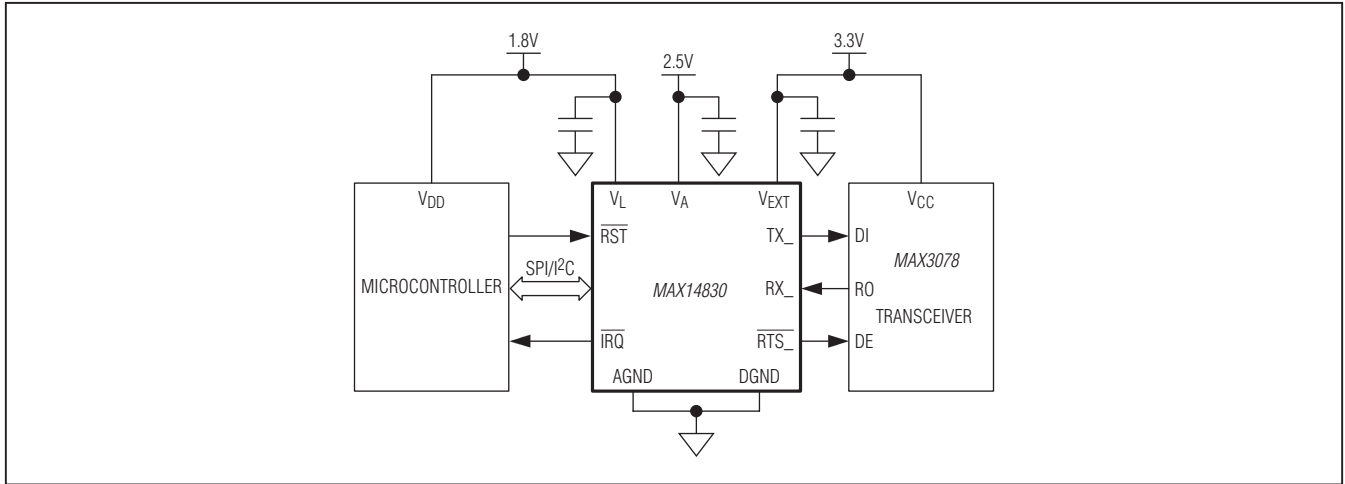 1.8V
2.5V
3.3V
VDD
VL
VA
VEXT
VCC
RST
TX_
DI
MAX3078
SPI/I²C
MICROCONTROLLER
MAX14830
RX_
RO
TRANSCEIVER
IRQ
RTS_
DE
AGND
DGND